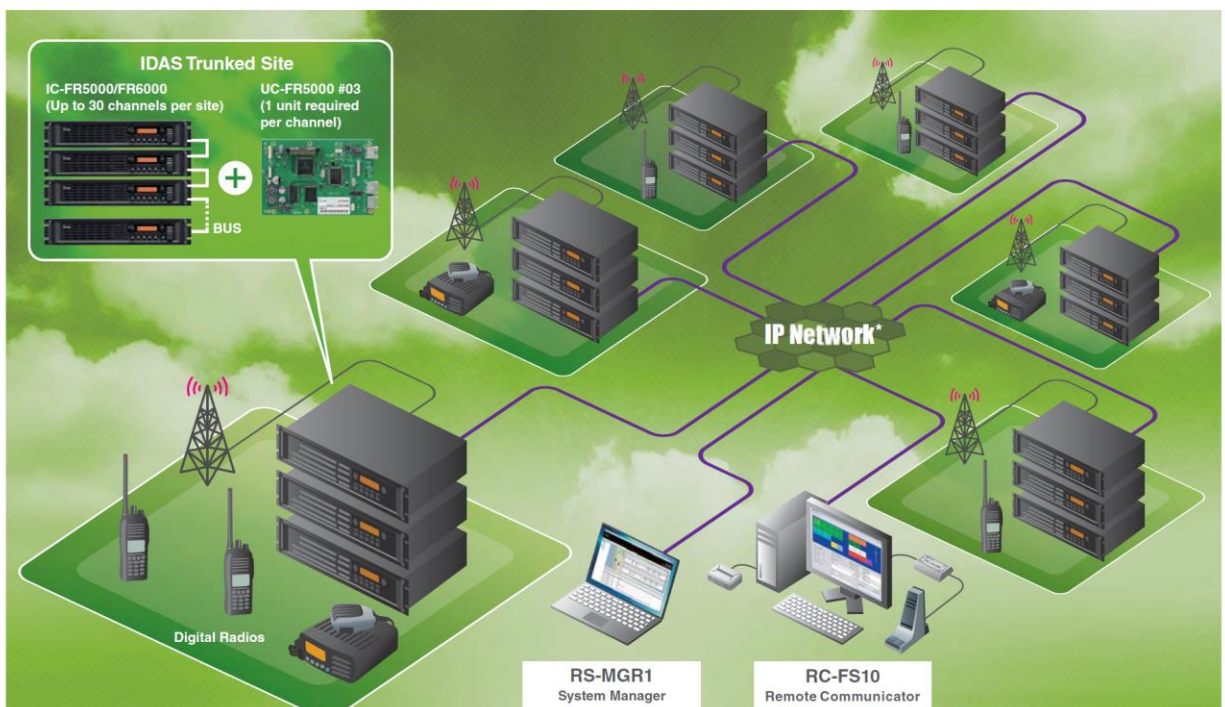 IDAS Trunked Site
IC-FR5000/FR6000
(Up to 30 channels per site)
UC-FR5000 #03
(1 unit required
per channel)
BUS
IP Network*
Digital Radios
RS-MGR1
System Manager
RC-FS10
Remote Communicator